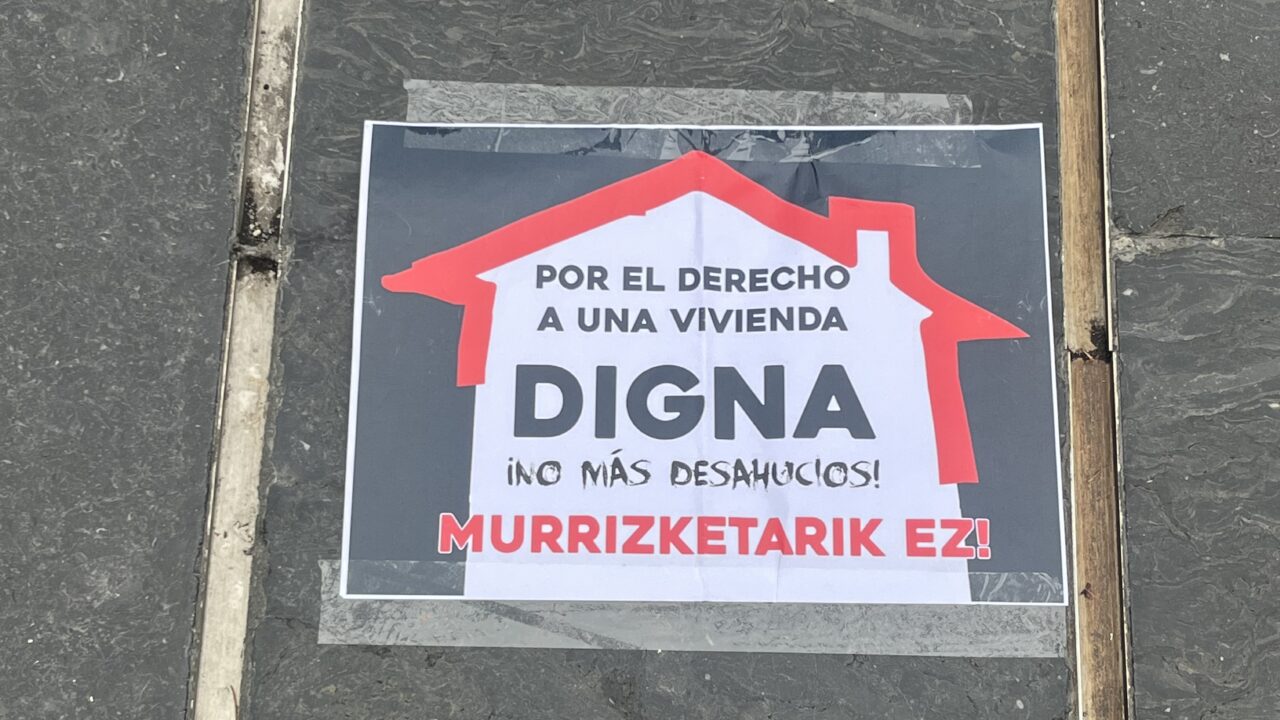 POR EL DERECHO
A UNA VIVIENDA
DIGNA
¡NO MÁS DESAHUCIOS!
MURRIZKETARIK EZ!